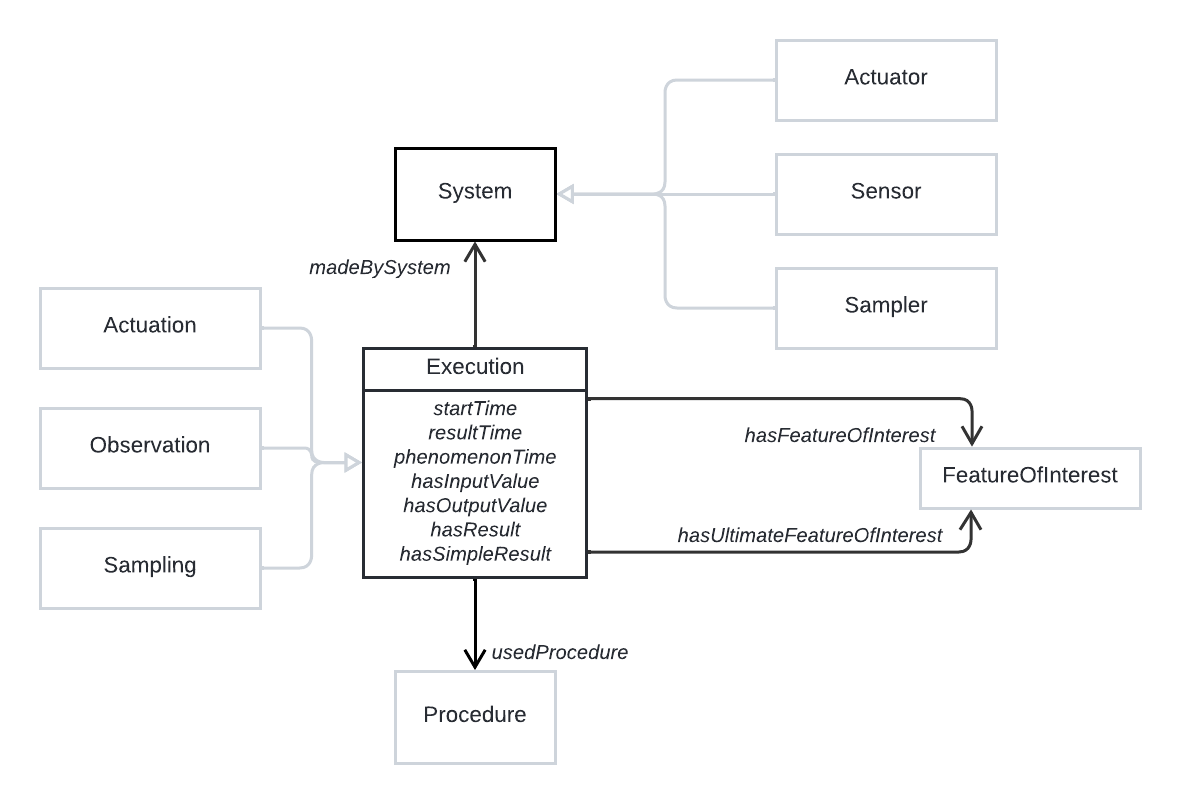 Actuator
System
Sensor
madeBySystem
Sampler
Actuation
Execution
startTime
resultTime
phenomenonTime
hasInputValue
hasOutputValue
hasResult
hasSimpleResult
Observation
hasFeatureOfInterest
FeatureOfInterest
hasUltimateFeatureOfInterest
Sampling
usedProcedure
Procedure